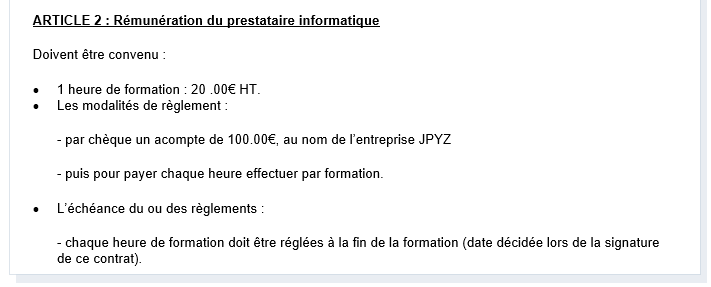 ARTICLE 2 : Rémunération du prestataire informatique
Doivent être convenu :
• 1 heure de formation : 20 .00€ HT.
• Les modalités de règlement :
- par chèque un acompte de 100.00€, au nom de l'entreprise JPYZ
- puis pour payer chaque heure effectuer par formation.
• L'échéance du ou des règlements :
- chaque heure de formation doit être réglées à la fin de la formation (date décidée lors de la signature
de ce contrat).